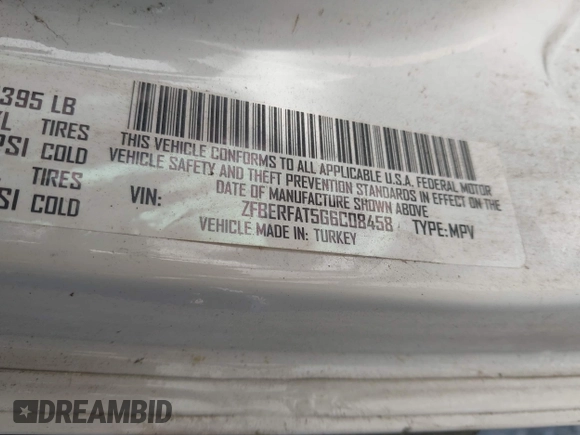 395 LB
TIRES
PSI COLD
TIRES
SI COLD
THIS VEHICLE CONFORMS TO ALL APPLICABLE U.S.A. FEDERAL MOTOR
VEHICLE SAFETY AND THEFT PREVENTION STANDARDS IN EFFECT ON THE
DATE OF MANUFACTURE SHOWN ABOVE
VIN: ZFBERFAT5G6C08458 TYPE: MPV
VEHICLE MADE IN: TURKEY
DREAMBID